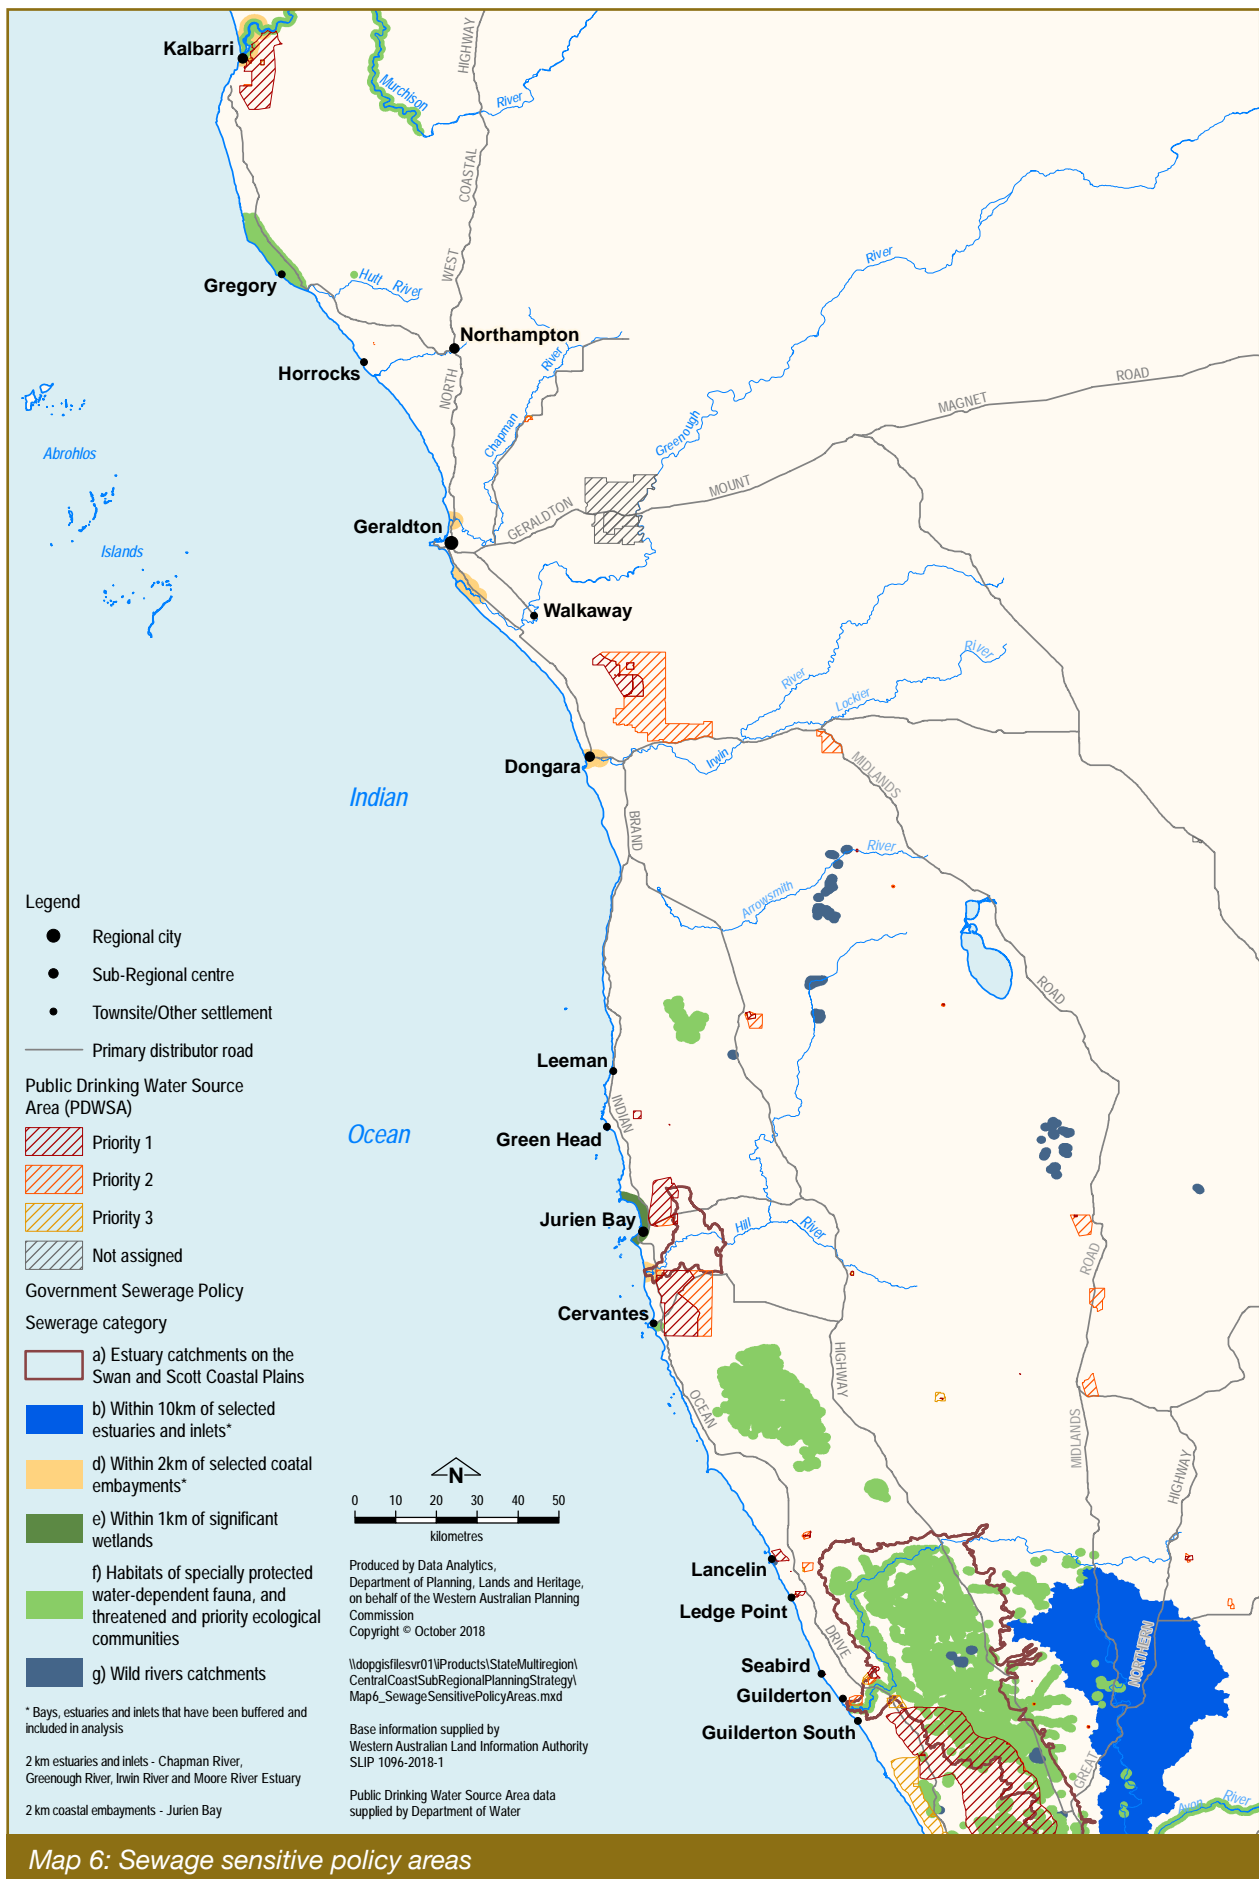 Kalbarri
HIGHWAY
Murchison
River
COASTAL
River
WEST
Gregory
Hutt River
Northampton
River
Horrocks
NORTH
ROAD
MAGNET
Chapman
Greenough
Abrohlos
MOUNT
GERALDTON
Geraldton
Islands
Walkaway
River
River
Lockier
Irwin
Dongara
MIDLANDS
Indian
BRAND
River
Arrowsmith
ROAD
Leeman
INDIAN
Ocean
Green Head
Jurien Bay
Hill
River
ROAD
Cervantes
HIGHWAY
OCEAN
MIDLANDS
HIGHWAY
Lancelin
Ledge Point
DRIVE
NORTHERN
Seabird
Guilderton
Guilderton South
GREAT
Avon
River
Legend
Regional city
Sub-Regional centre
Townsite/Other settlement
Primary distributor road
Public Drinking Water Source
Area (PDWSA)
Priority 1
Priority 2
Priority 3
Not assigned
Government Sewerage Policy
Sewerage category
a) Estuary catchments on the
Swan and Scott Coastal Plains
b) Within 10km of selected
estuaries and inlets*
d) Within 2km of selected coatal
embayments*
e) Within 1km of significant
wetlands
f) Habitats of specially protected
water-dependent fauna, and
threatened and priority ecological
communities
g) Wild rivers catchments
* Bays, estuaries and inlets that have been buffered and
included in analysis
2 km estuaries and inlets - Chapman River,
Greenough River, Irwin River and Moore River Estuary
2 km coastal embayments - Jurien Bay
N
0 10 20 30 40 50
kilometres
Produced by Data Analytics,
Department of Planning, Lands and Heritage,
on behalf of the Western Australian Planning
Commission
Copyright © October 2018
\\dopgisfilesvr01\iProducts\StateMultiregion\
CentralCoastSubRegionalPlanningStrategy\
Map6_SewageSensitivePolicyAreas.mxd
Base information supplied by
Western Australian Land Information Authority
SLIP 1096-2018-1
Public Drinking Water Source Area data
supplied by Department of Water
Map 6: Sewage sensitive policy areas